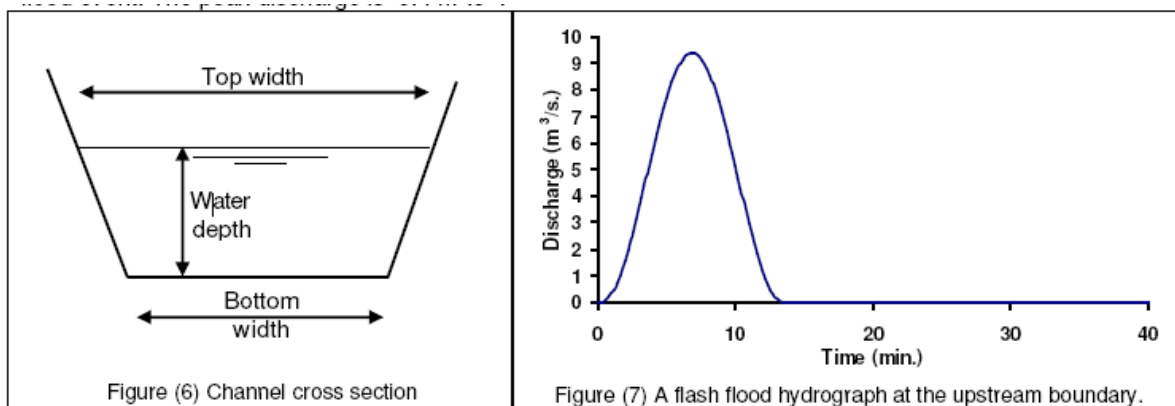 Top width
Water
depth
Bottom
width
Figure (6) Channel cross section
Discharge (m³/s.)
10
9
8
7
6
5
4
3
2
1
0
0 10 20 30 40
Time (min.)
Figure (7) A flash flood hydrograph at the upstream boundary.